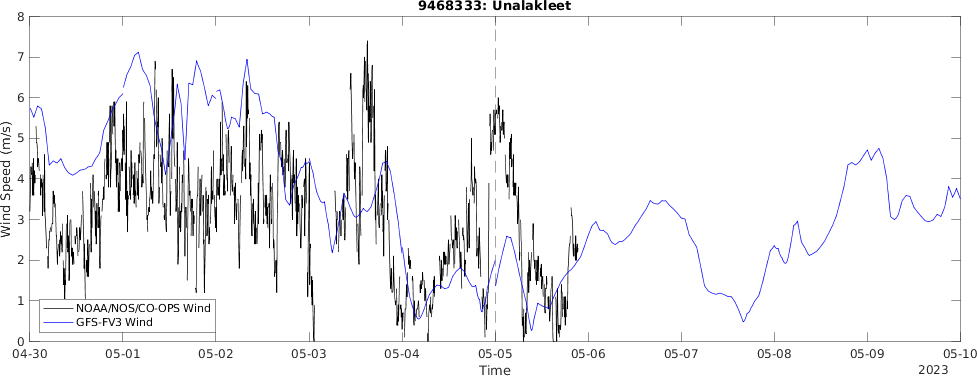 9468333: Unalakleet
8
7
6
5
4
3
2
1
0
Wind Speed (m/s)
NOAA/NOS/CO-OPS Wind
GFS-FV3 Wind
04-30 05-01 05-02 05-03 05-04 05-05 05-06 05-07 05-08 05-09 05-10
Time
2023